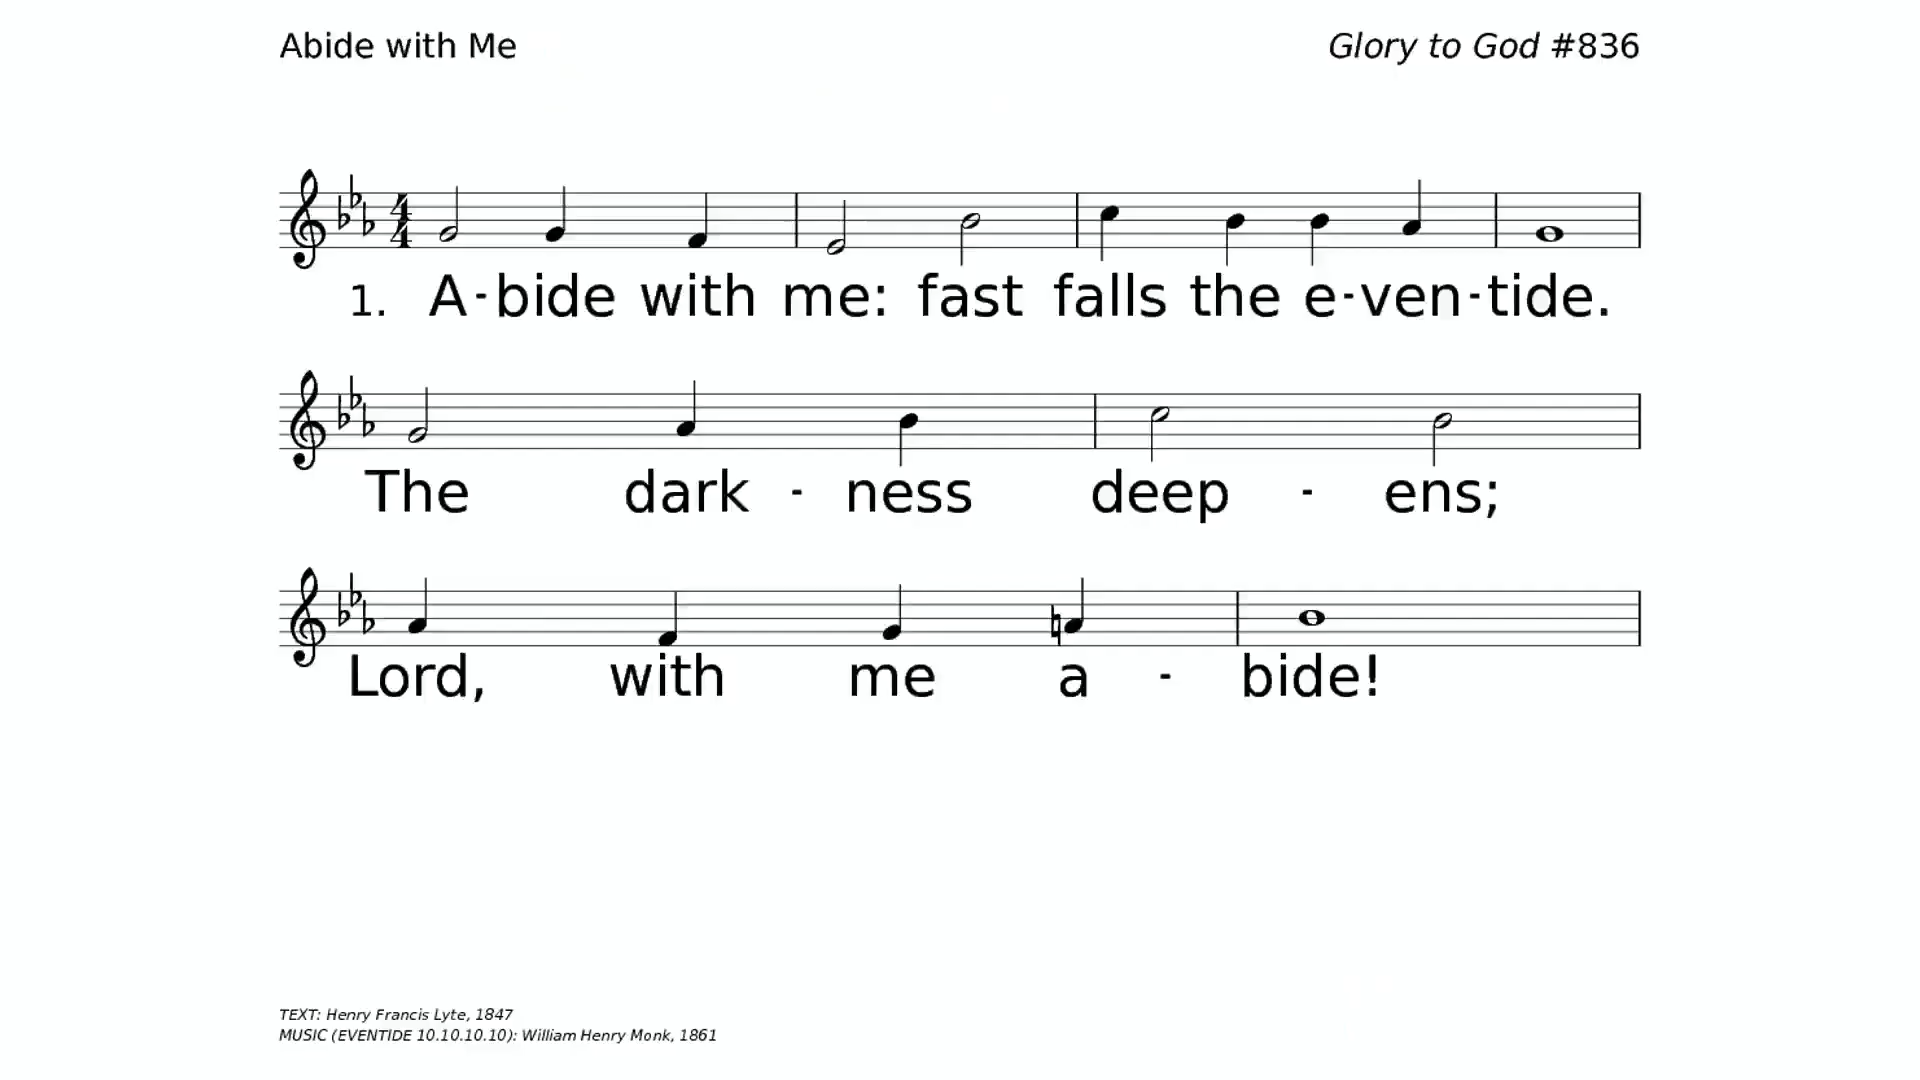 Abide with Me
Glory to God #836
1. A-bide with me: fast falls the e-ven-tide.
The dark - ness deep - ens;
Lord, with me a - bide!
TEXT: Henry Francis Lyte, 1847
MUSIC (EVENTIDE 10.10.10.10): William Henry Monk, 1861